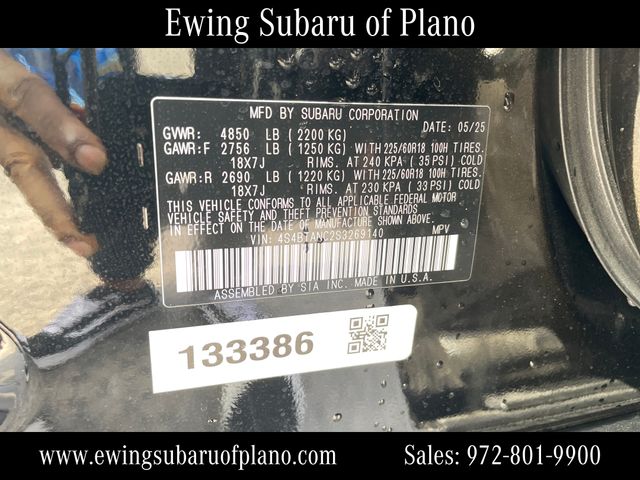 Ewing Subaru of Plano
MFD BY SUBARU CORPORATION
GVWR: 4850 LB (2200 KG) DATE: 05/25
GAWR:F 2756 LB (1250 KG) WITH 225/60R18 100H TIRES.
18X7J RIMS. AT 240 KPA (35 PSI) COLD
GAWR:R 2690 LB (1220 KG) WITH 225/60R18 100H TIRES.
18X7J RIMS. AT 230 KPA (33 PSI) COLD
THIS VEHICLE CONFORMS TO ALL APPLICABLE FEDERAL MOTOR
VEHICLE SAFETY AND THEFT PREVENTION STANDARDS
IN EFFECT ON THE DATE OF MANUFACTURE SHOWN ABOVE.
VIN: 4S4BTANC2S3269140 MPV
ASSEMBLED BY SIA INC. MADE IN U.S.A.
133386
www.ewingsubaruofplano.com Sales: 972-801-9900